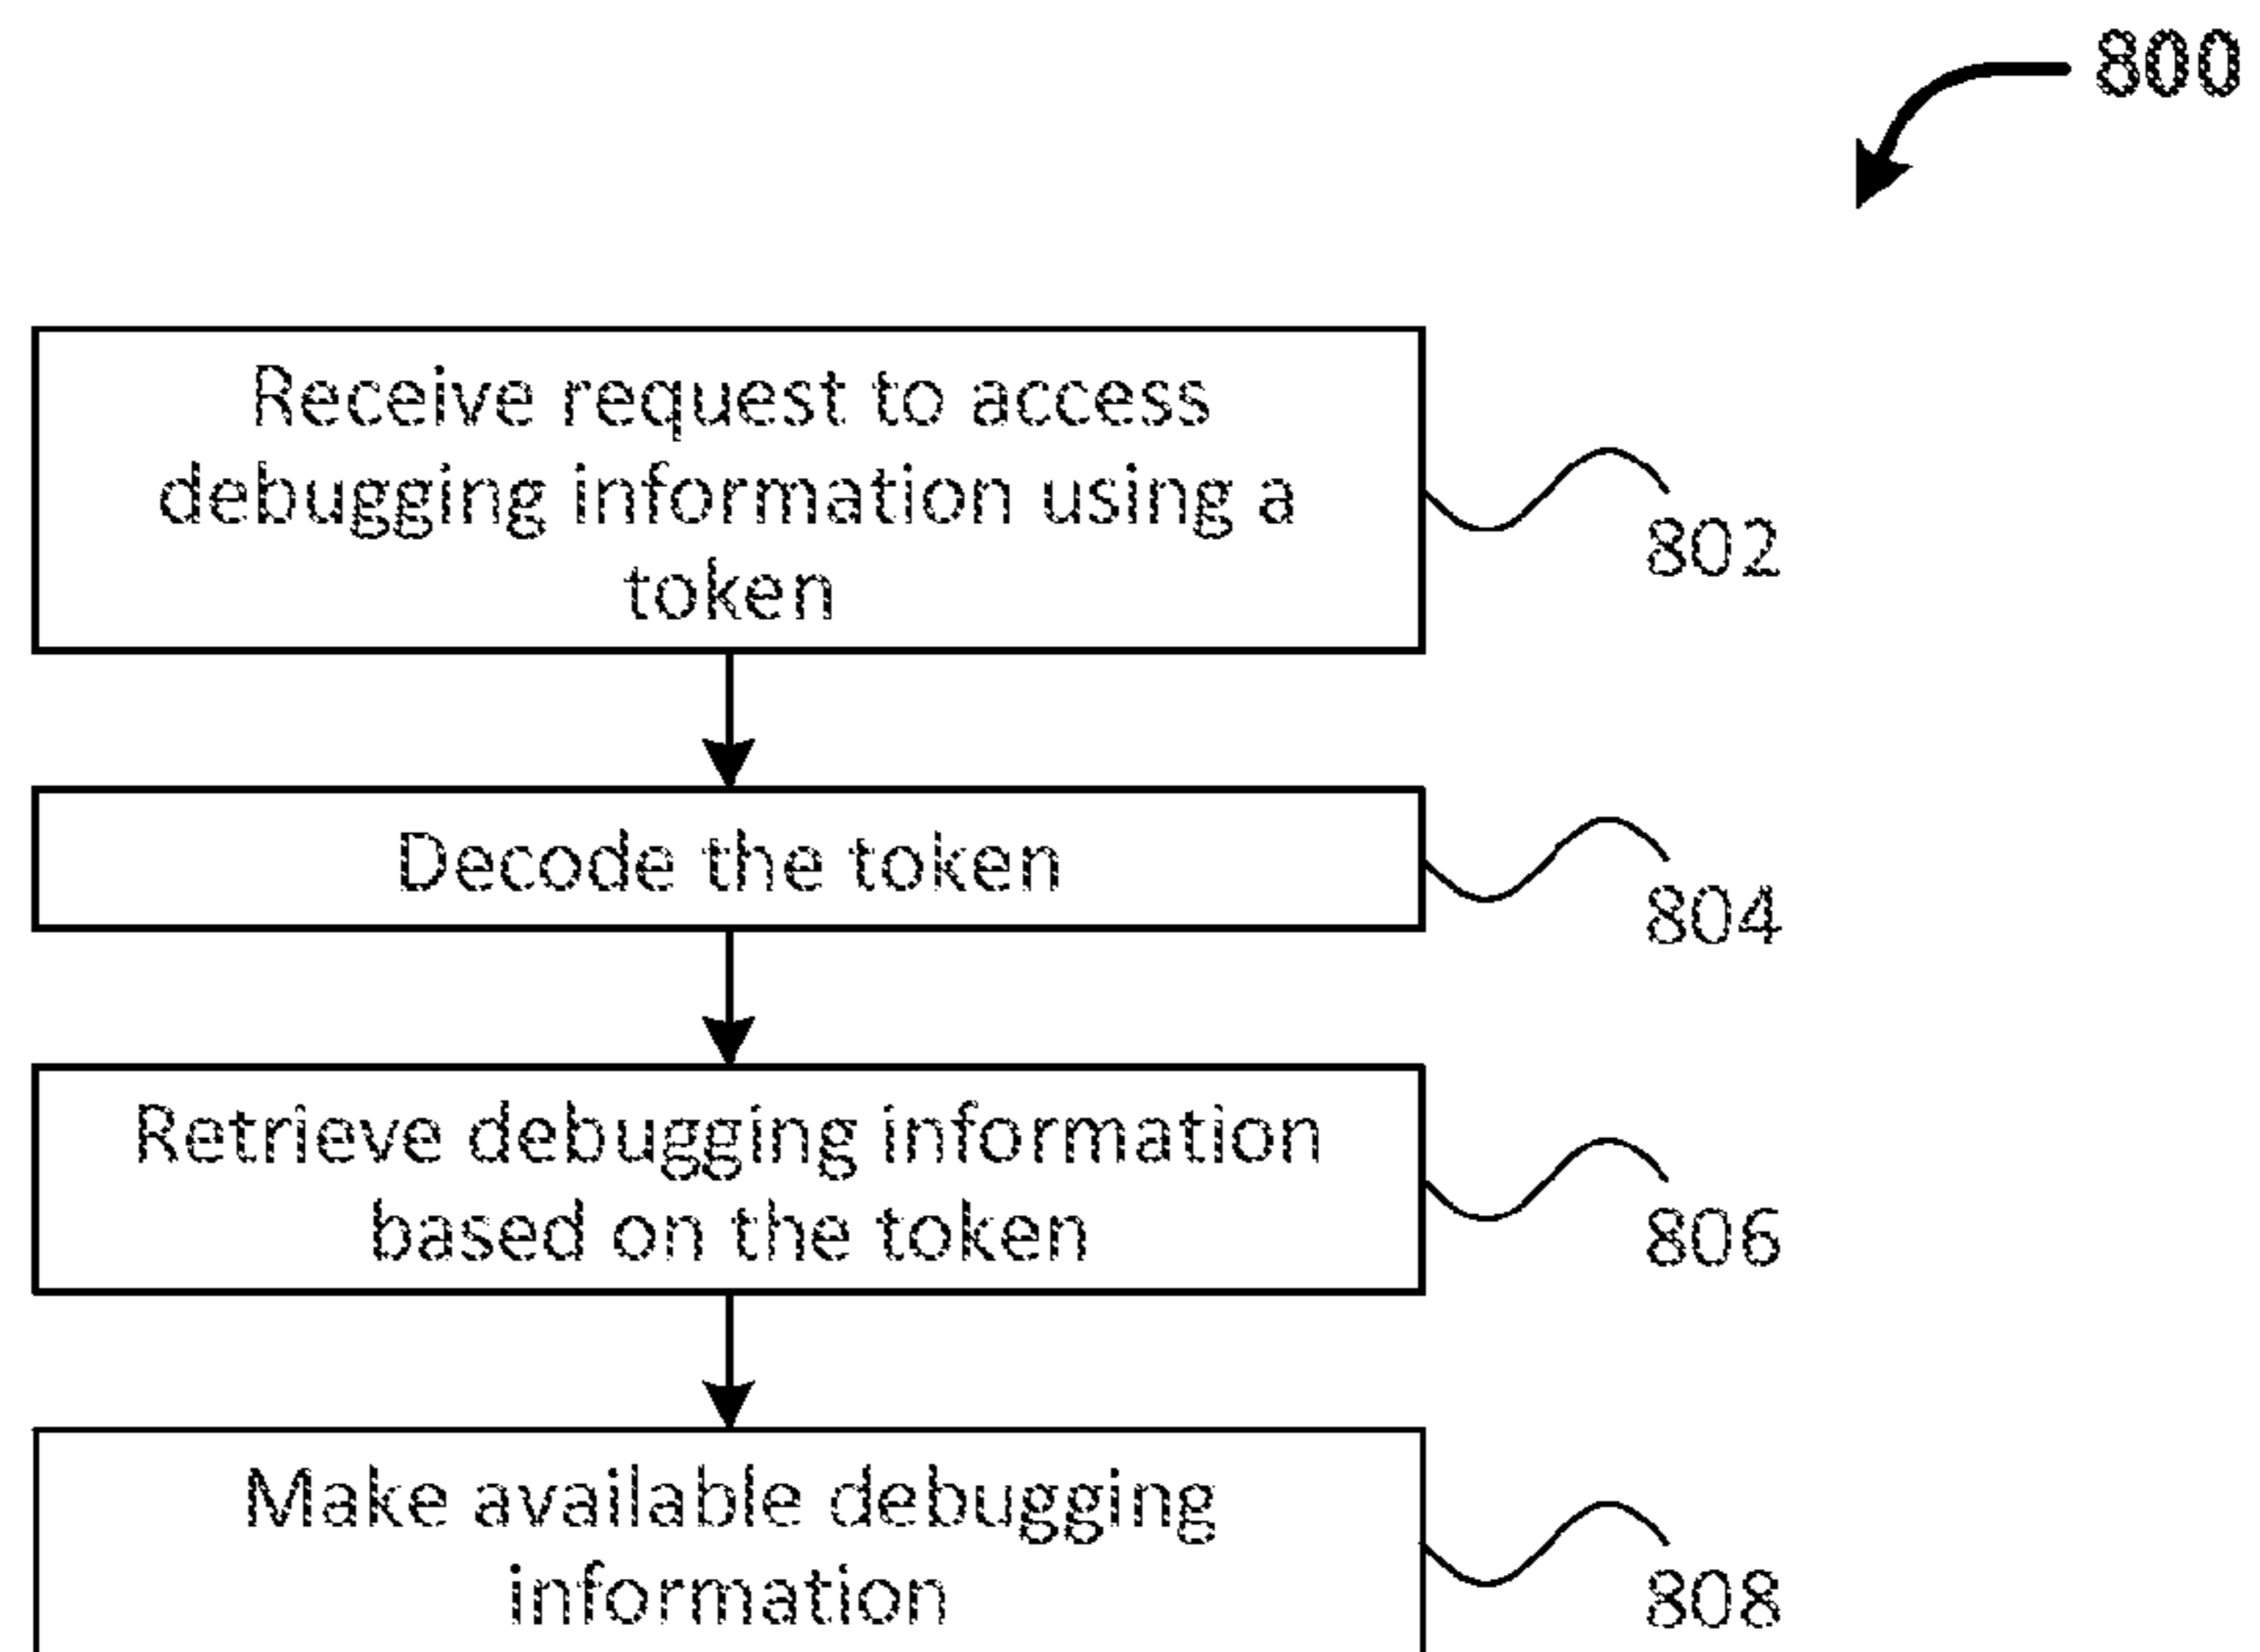 800
Receive request to access
debugging information using a
token
802
Decode the token
804
Retrieve debugging information
based on the token
806
Make available debugging
information
808